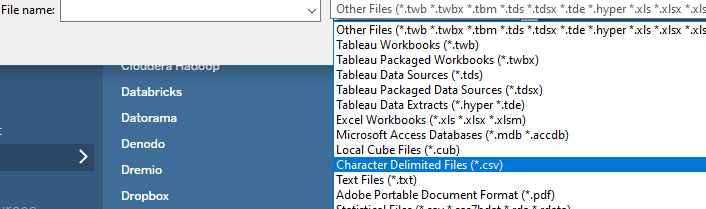 File name:
Other Files (*.twb *.twbx *.tbm *.tds *.tdsx *.tde *.hyper *.xls *.xlsx *.xls
Other Files (*.twb *.twbx *.tbm *.tds *.tdsx *.tde *.hyper *.xls *.xlsx *.xls
Tableau Workbooks (*.twb)
Tableau Packaged Workbooks (*.twbx)
Tableau Data Sources (*.tds)
Tableau Packaged Data Sources (*.tdsx)
Tableau Data Extracts (*.hyper *.tde)
Excel Workbooks (*.xls *.xlsx *.xlsm)
Microsoft Access Databases (*.mdb *.accdb)
Local Cube Files (*.cub)
Character Delimited Files (*.csv)
Text Files (*.txt)
Adobe Portable Document Format (*.pdf)
Statistical Files (*.sav *.sas7bdat *.rda *.rdata)
Cloudera Hadoop
Databricks
Datorama
Denodo
Dremio
Dropbox